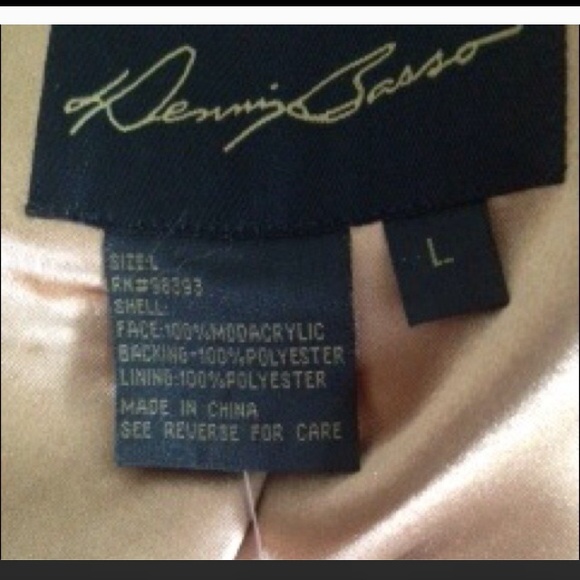 Dennis Basso
L
SIZE:L
RN#96393
SHELL:
FACE:100%MODACRYLIC
BACKING-100%POLYESTER
LINING:100%POLYESTER
MADE IN CHINA
SEE REVERSE FOR CARE